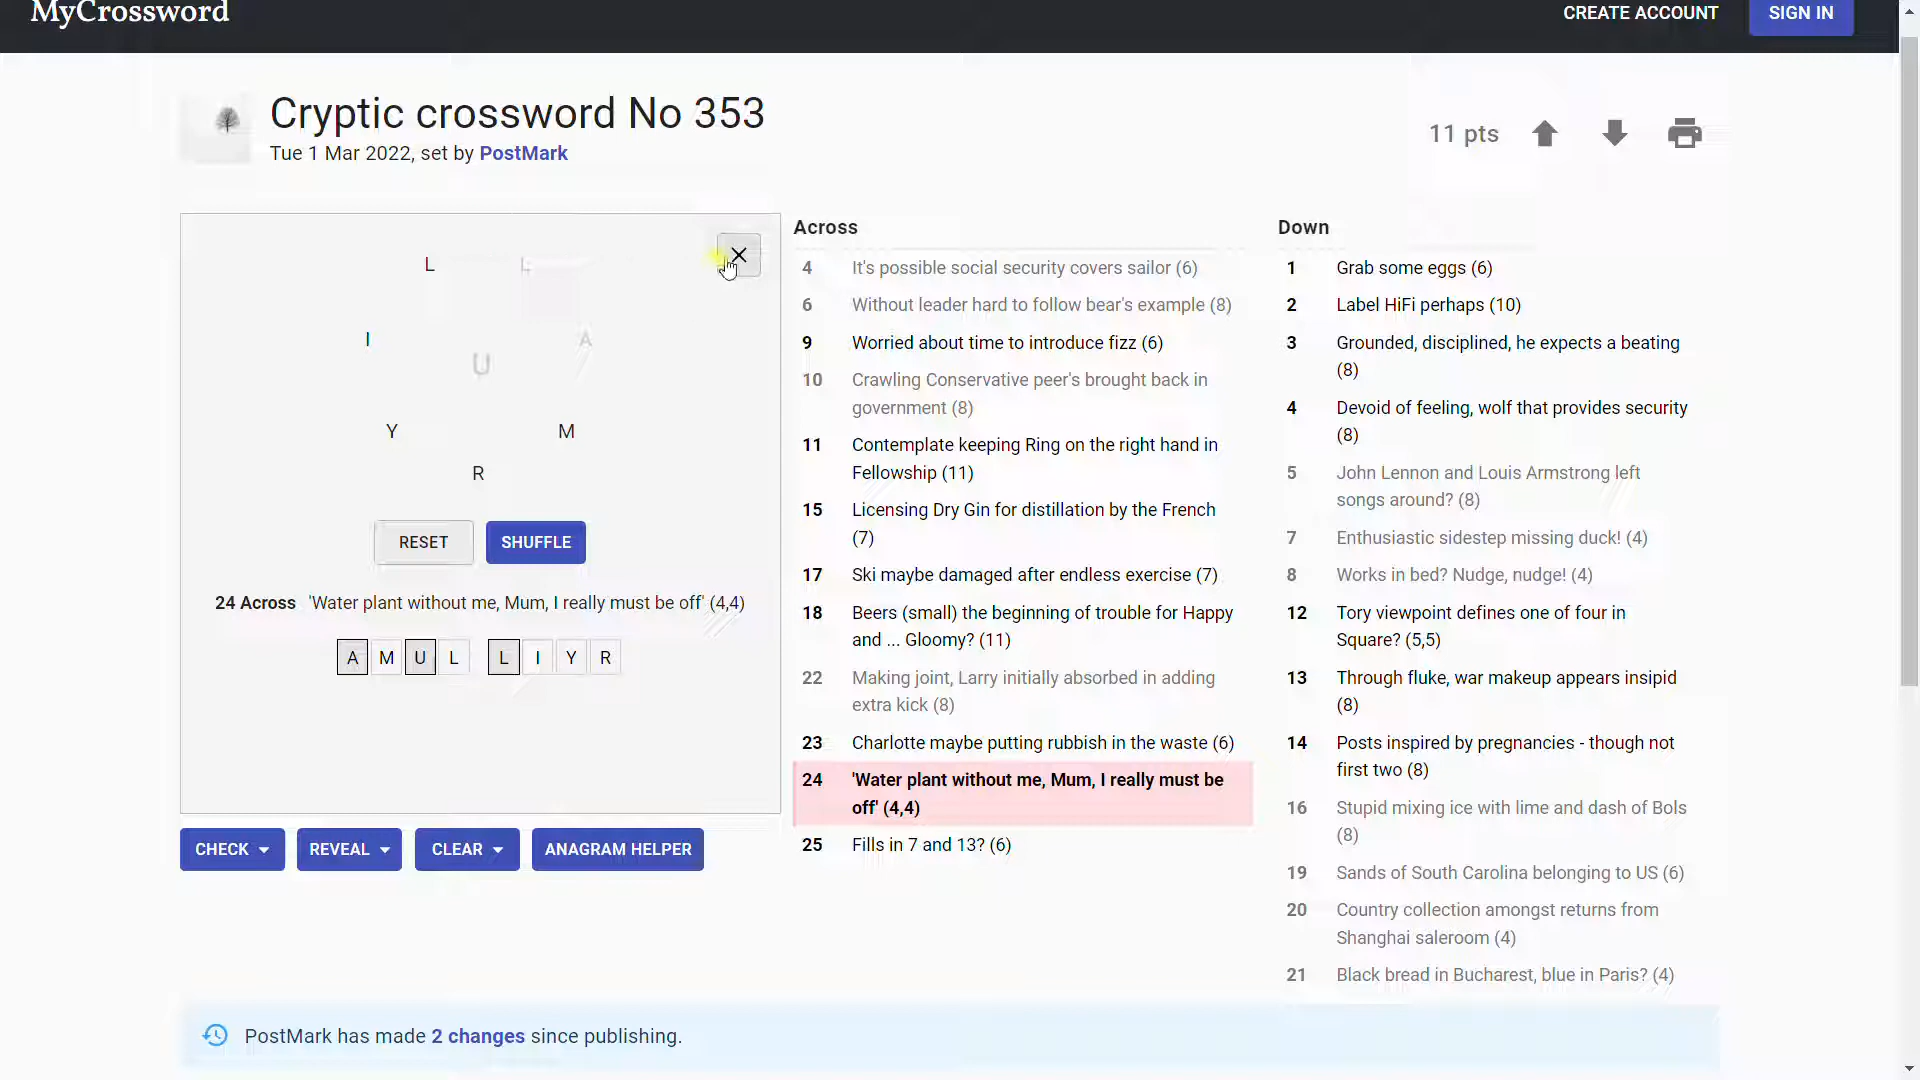 MyCrossword
CREATE ACCOUNT
SIGN IN
Cryptic crossword No 353
Tue 1 Mar 2022, set by PostMark
11 pts
L
L
I
A
U
Y
M
R
RESET
SHUFFLE
24 Across 'Water plant without me, Mum, I really must be off' (4,4)
A M U L L I Y R
CHECK
REVEAL
CLEAR
ANAGRAM HELPER
Across
4 It's possible social security covers sailor (6)
6 Without leader hard to follow bear's example (8)
9 Worried about time to introduce fizz (6)
10 Crawling Conservative peer's brought back in
government (8)
11 Contemplate keeping Ring on the right hand in
Fellowship (11)
15 Licensing Dry Gin for distillation by the French
(7)
17 Ski maybe damaged after endless exercise (7)
18 Beers (small) the beginning of trouble for Happy
and ... Gloomy? (11)
22 Making joint, Larry initially absorbed in adding
extra kick (8)
23 Charlotte maybe putting rubbish in the waste (6)
24 'Water plant without me, Mum, I really must be
off' (4,4)
25 Fills in 7 and 13? (6)
Down
1 Grab some eggs (6)
2 Label HiFi perhaps (10)
3 Grounded, disciplined, he expects a beating
(8)
4 Devoid of feeling, wolf that provides security
(8)
5 John Lennon and Louis Armstrong left
songs around? (8)
7 Enthusiastic sidestep missing duck! (4)
8 Works in bed? Nudge, nudge! (4)
12 Tory viewpoint defines one of four in
Square? (5,5)
13 Through fluke, war makeup appears insipid
(8)
14 Posts inspired by pregnancies - though not
first two (8)
16 Stupid mixing ice with lime and dash of Bols
(8)
19 Sands of South Carolina belonging to US (6)
20 Country collection amongst returns from
Shanghai saleroom (4)
21 Black bread in Bucharest, blue in Paris? (4)
PostMark has made 2 changes since publishing.